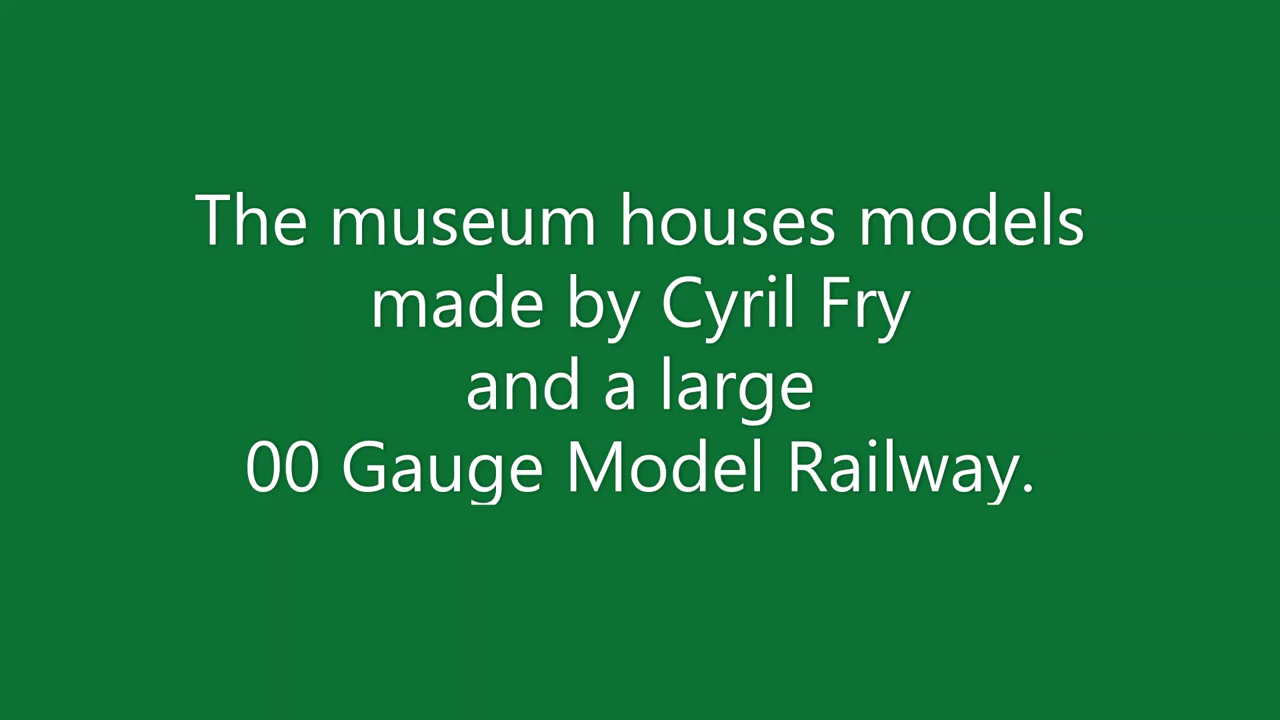 The museum houses models
made by Cyril Fry
and a large
00 Gauge Model Railway.